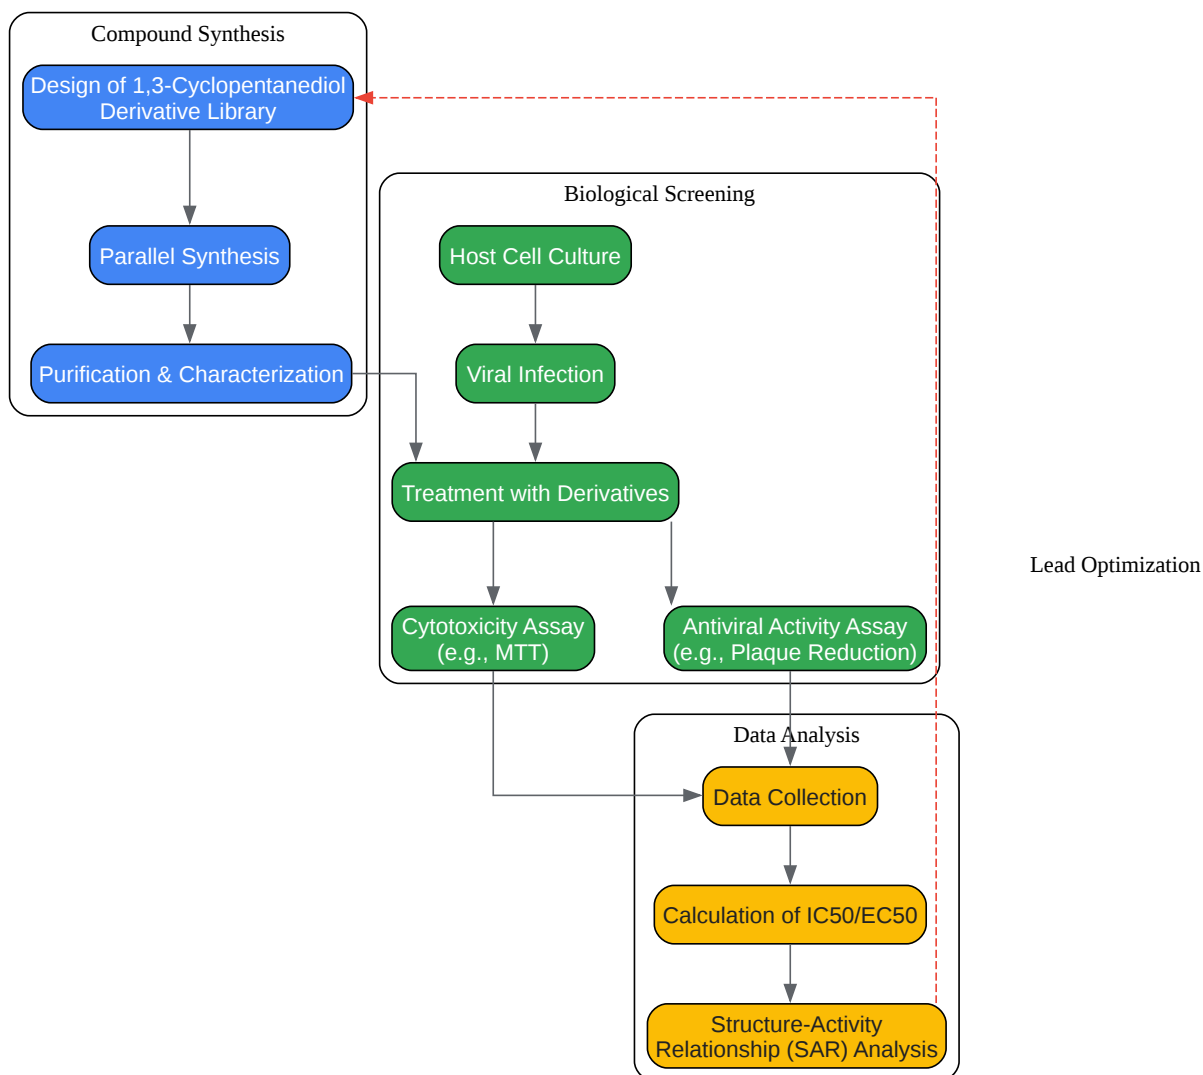 Compound Synthesis
Design of 1,3-Cyclopentanediol
Derivative Library
Parallel Synthesis
Purification & Characterization
Biological Screening
Host Cell Culture
Viral Infection
Treatment with Derivatives
Cytotoxicity Assay
(e.g., MTT)
Antiviral Activity Assay
(e.g., Plaque Reduction)
Lead Optimization
Data Analysis
Data Collection
Calculation of IC50/EC50
Structure-Activity
Relationship (SAR) Analysis